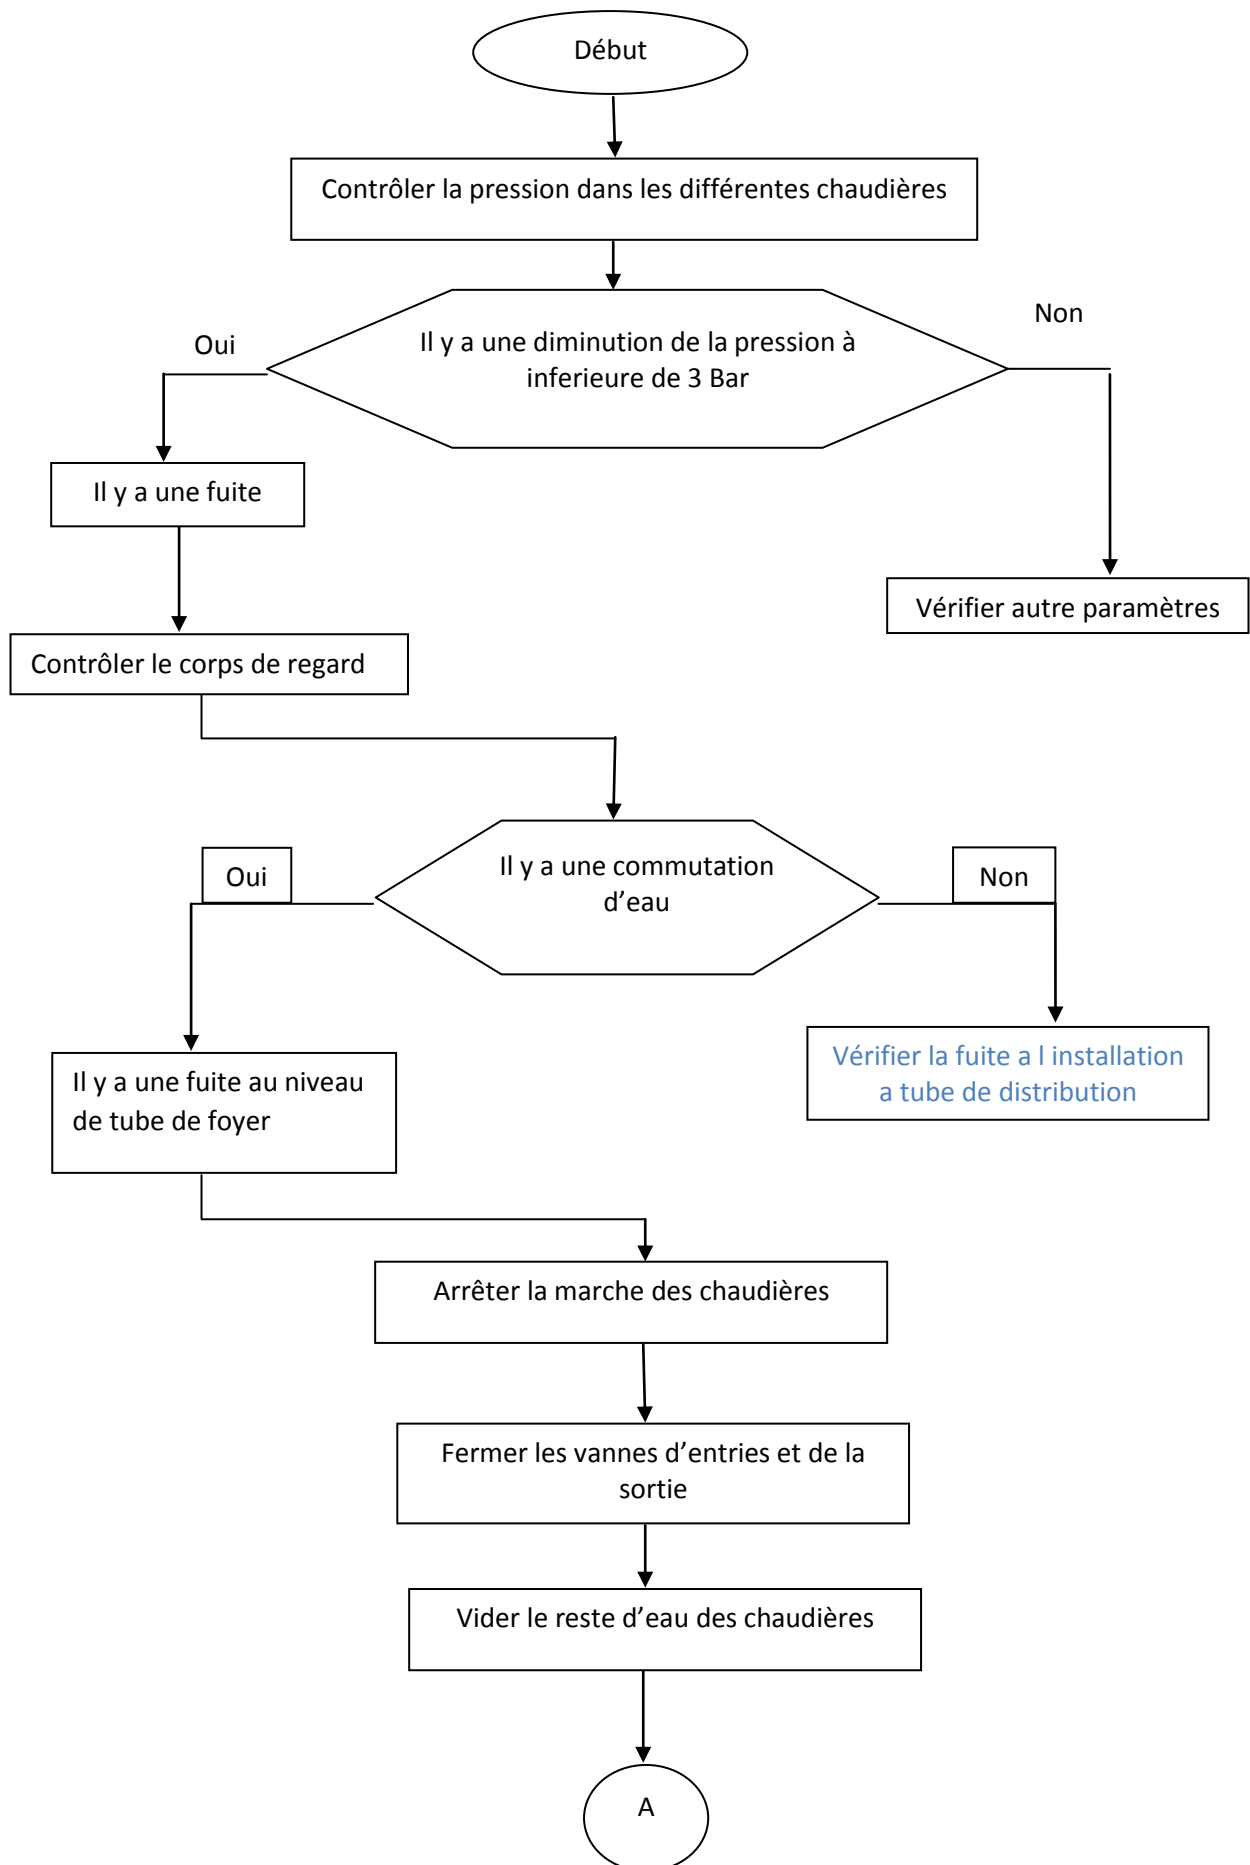 Début
Contrôler la pression dans les différentes chaudières
Oui
Il y a une diminution de la pression à
inferieure de 3 Bar
Non
Il y a une fuite
Vérifier autre paramètres
Contrôler le corps de regard
Oui
Il y a une commutation
d’eau
Non
Il y a une fuite au niveau
de tube de foyer
Vérifier la fuite a l installation
a tube de distribution
Arrêter la marche des chaudières
Fermer les vannes d’entries et de la
sortie
Vider le reste d’eau des chaudières
A